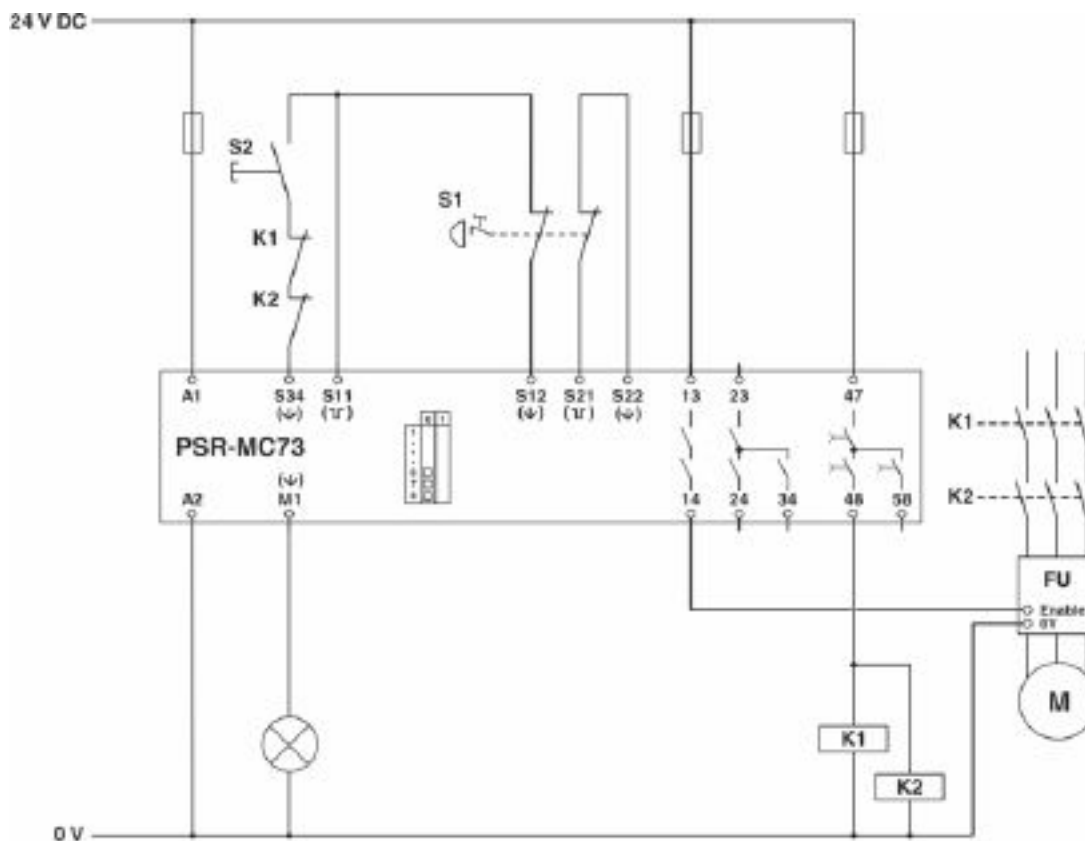 24 V DC
S2
S1
K1
K2
A1
S34
S11
S12
S21
S22
13
23
47
PSR-MC73
A2
M1
14
24
34
48
58
K1
K2
FU
Enable
0V
M
K1
K2
0 V